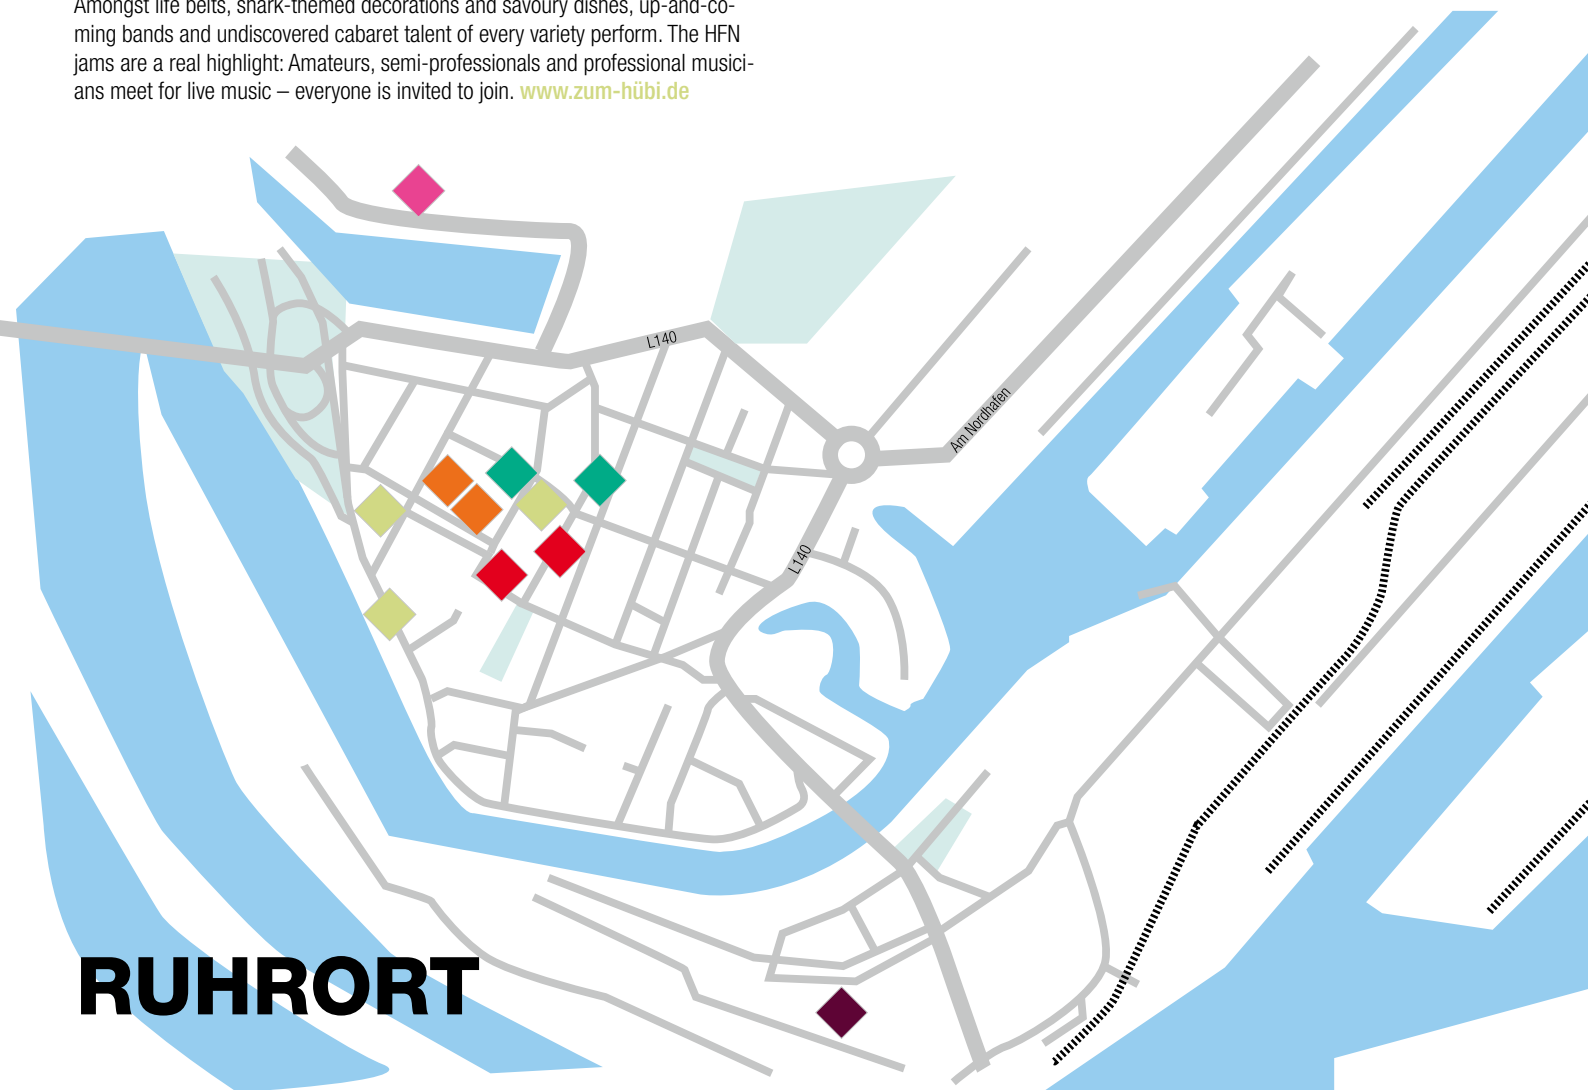 Amongst life belts, shark-themed decorations and savoury dishes, up-and-co-
ming bands and undiscovered cabaret talent of every variety perform. The HFN
jams are a real highlight: Amateurs, semi-professionals and professional musici-
ans meet for live music – everyone is invited to join. www.zum-hübi.de
L140
Am Nordhafen
L140
RUHRORT